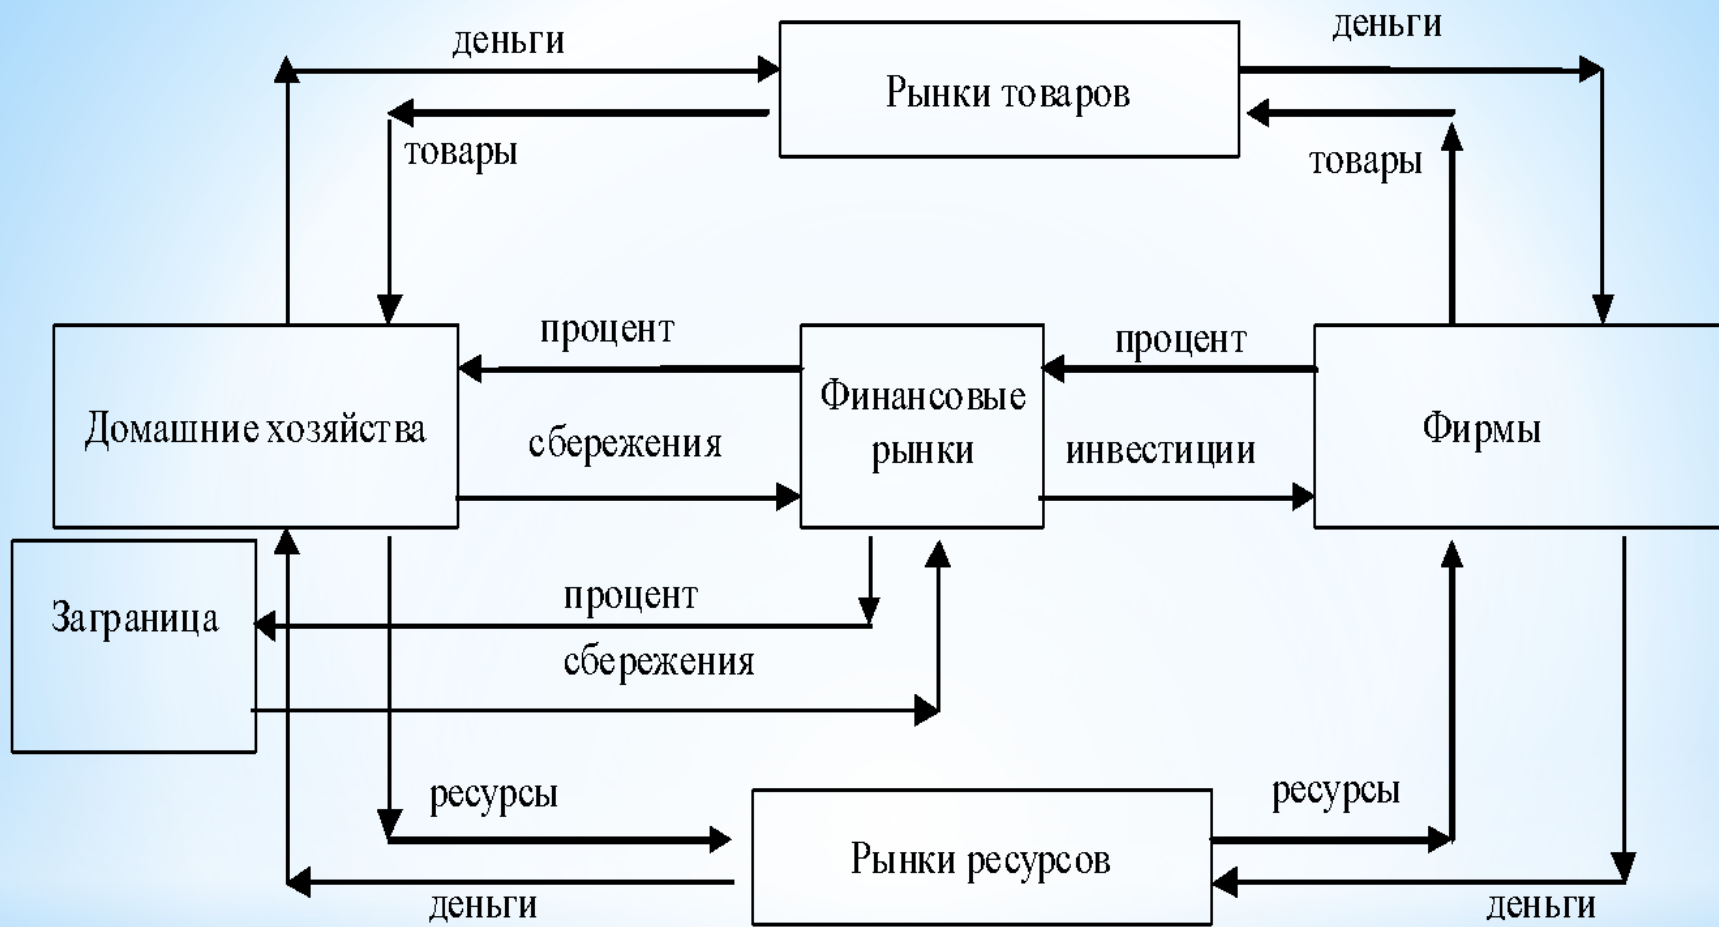 деньги
деньги
Рынки товаров
товары
товары
процент
процент
Домашние хозяйства
Финансовые
рынки
Фирмы
сбережения
инвестиции
Заграница
процент
сбережения
ресурсы
ресурсы
Рынки ресурсов
деньги
деньги